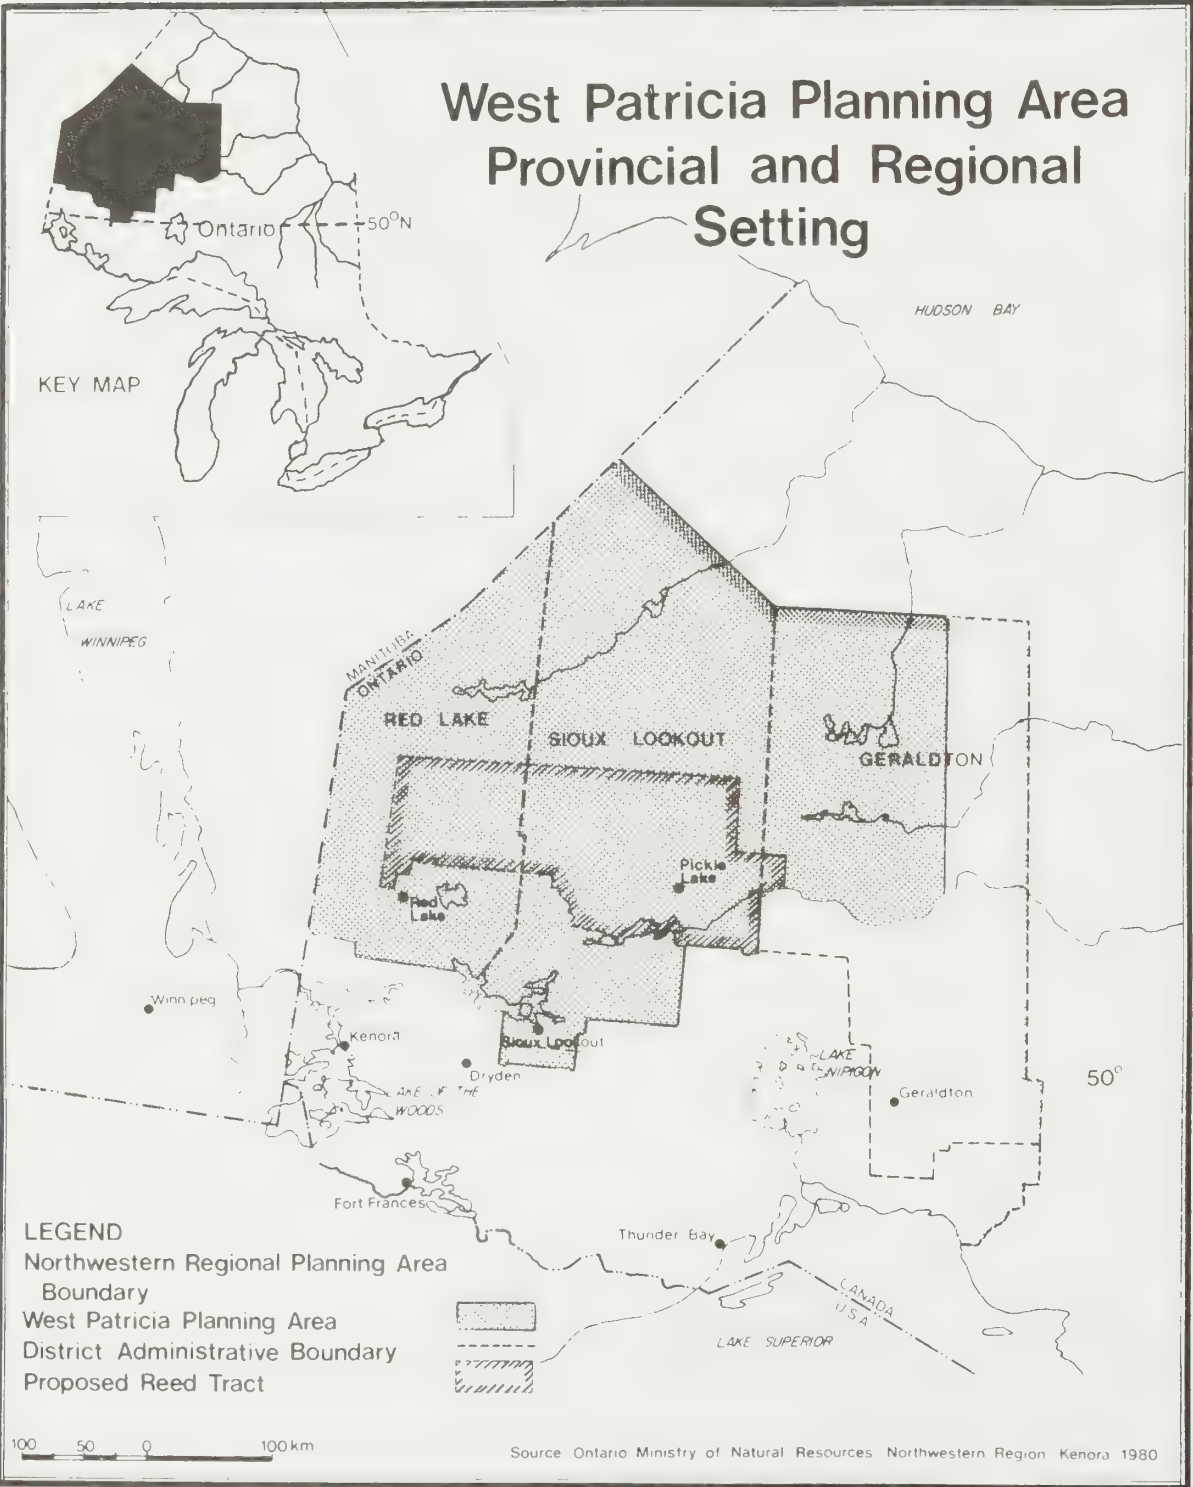 West Patricia Planning Area
Provincial and Regional
Setting
Ontario
50°N
KEY MAP
HUDSON BAY
LAKE
WINNIPEG
MANITOBA
ONTARIO
RED LAKE
SIOUX LOOKOUT
GERALDTON
Pickle
Lake
Red
Lake
Winnipeg
Kenora
Sioux Lookout
Dryden
LAKE OF THE
WOODS
LAKE
NIPIGON
Geraldton
50°
Fort Frances
Thunder Bay
CANADA
U.S.A.
LAKE SUPERIOR
LEGEND
Northwestern Regional Planning Area
Boundary
West Patricia Planning Area
District Administrative Boundary
Proposed Reed Tract
100 50 0 100 km
Source Ontario Ministry of Natural Resources Northwestern Region Kenora 1980